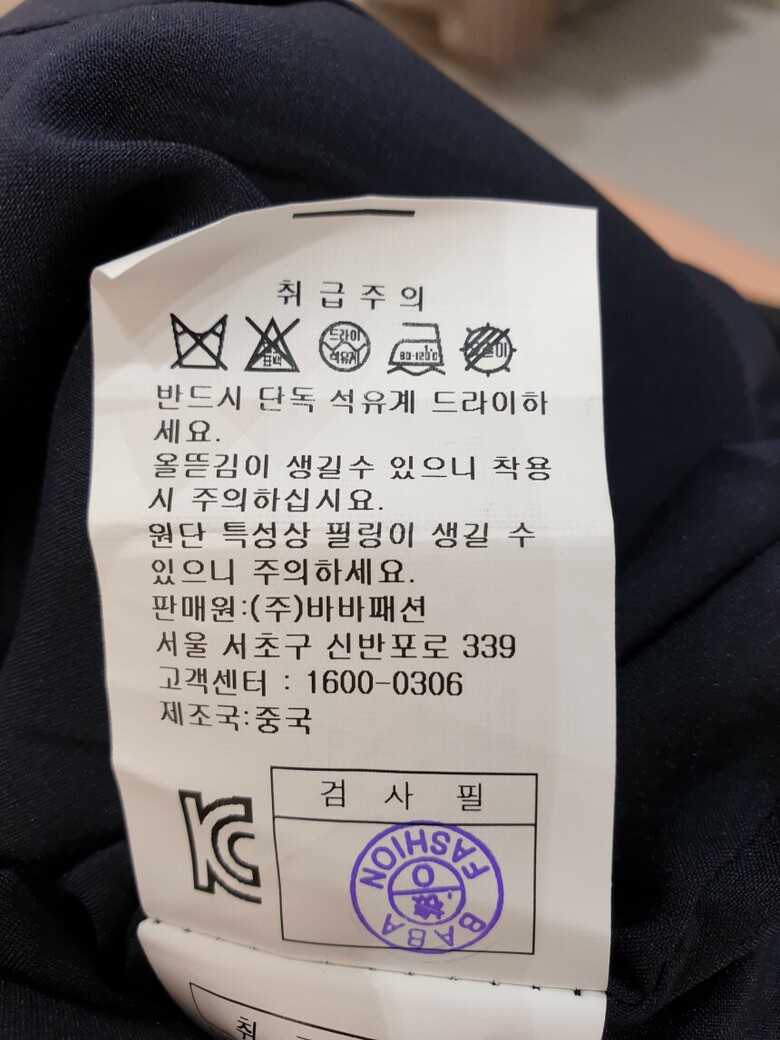 취급주의
표백
드라이
석유계
80-120℃
반드시 단독 석유계 드라이하
세요.
올뜯김이 생길수 있으니 착용
시 주의하십시요.
원단 특성상 필링이 생길 수
있으니 주의하세요.
판매원:(주)바바패션
서울 서초구 신반포로 339
고객센터 : 1600-0306
제조국:중국
검 사 필
KC
BABA FASHION
취